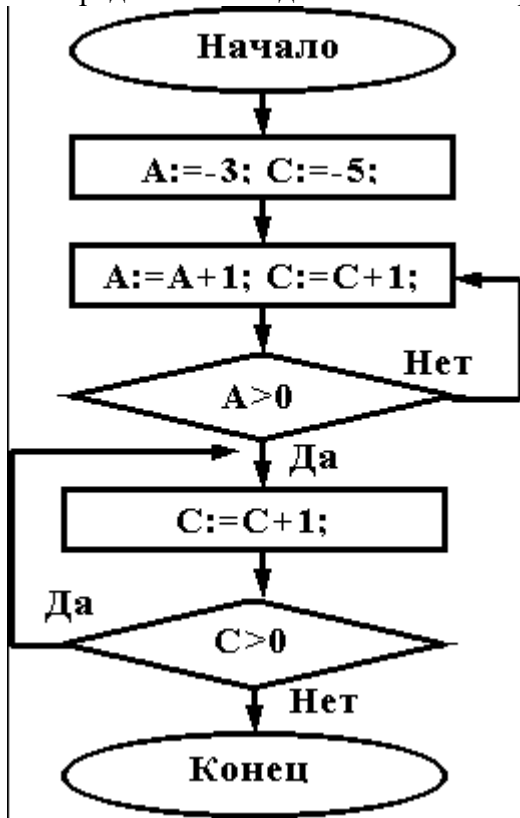 Начало
A:=-3; C:=-5;
A:=A+1; C:=C+1;
Нет
A>0
Да
C:=C+1;
Да
C>0
Нет
Конец